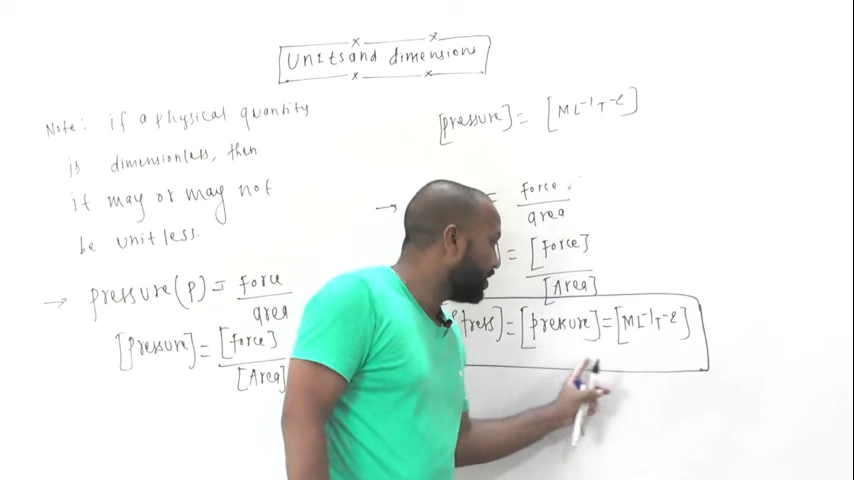 Units and dimensions
Note: if a physical quantity
is dimensionless, then
it may or may not
be unitless.
→ pressure (P) = Force
area
[Pressure] = [Force]
[Area]
[Pressure] = [ML⁻¹T⁻²]
→ = Force
area
= [Force]
[Area]
[Stress] = [Pressure] = [ML⁻¹T⁻²]